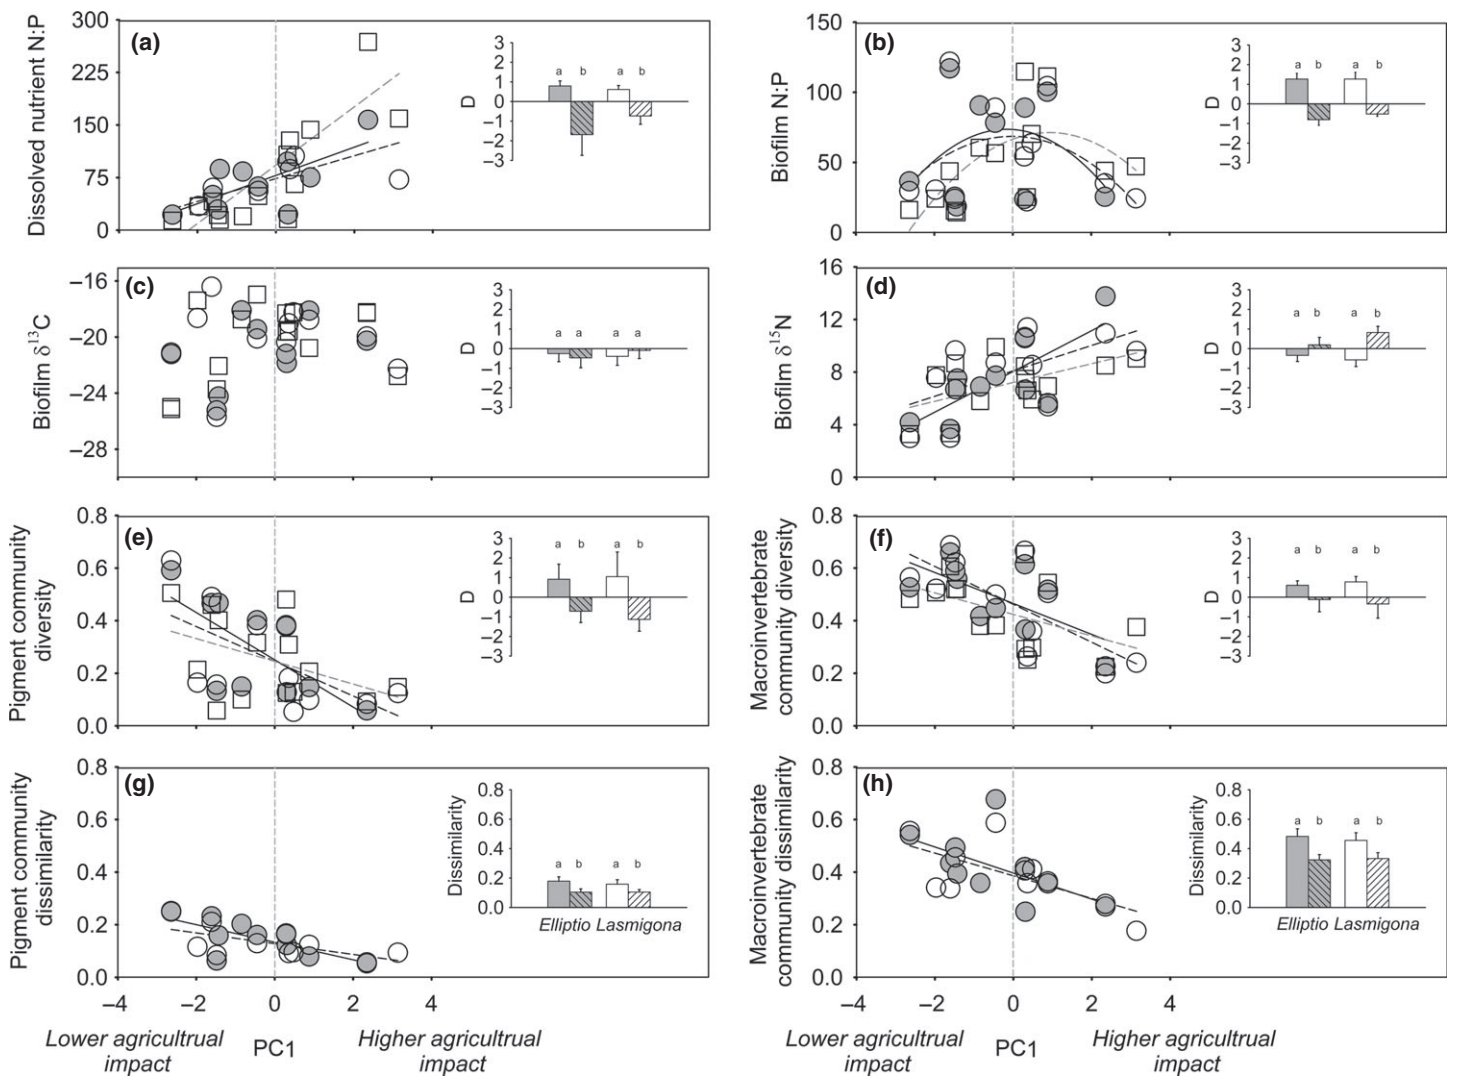 (a)
Dissolved nutrient N:P
300
225
150
75
0
D
3
2
1
0
−1
−2
−3
a b a b
(b)
Biofilm N:P
150
100
50
0
D
3
2
1
0
−1
−2
−3
a b a b
(c)
Biofilm δ13C
−16
−20
−24
−28
D
3
2
1
0
−1
−2
−3
a a a a
(d)
Biofilm δ15N
16
12
8
4
0
D
3
2
1
0
−1
−2
−3
a b a b
(e)
Pigment community
diversity
0.8
0.6
0.4
0.2
0.0
D
3
2
1
0
−1
−2
−3
a b a b
(f)
Macroinvertebrate
community diversity
0.8
0.6
0.4
0.2
0.0
D
3
2
1
0
−1
−2
−3
a b a b
(g)
Pigment community
dissimilarity
0.8
0.6
0.4
0.2
0.0
Dissimilarity
0.8
0.6
0.4
0.2
0.0
a b a b
Elliptio Lasmigona
−4 −2 0 2 4
Lower agricultrual
impact
PC1
Higher agricultrual
impact
(h)
Macroinvertebrate
community dissimilarity
0.8
0.6
0.4
0.2
0.0
Dissimilarity
0.8
0.6
0.4
0.2
0.0
a b a b
Elliptio Lasmigona
−4 −2 0 2 4
Lower agricultrual
impact
PC1
Higher agricultrual
impact